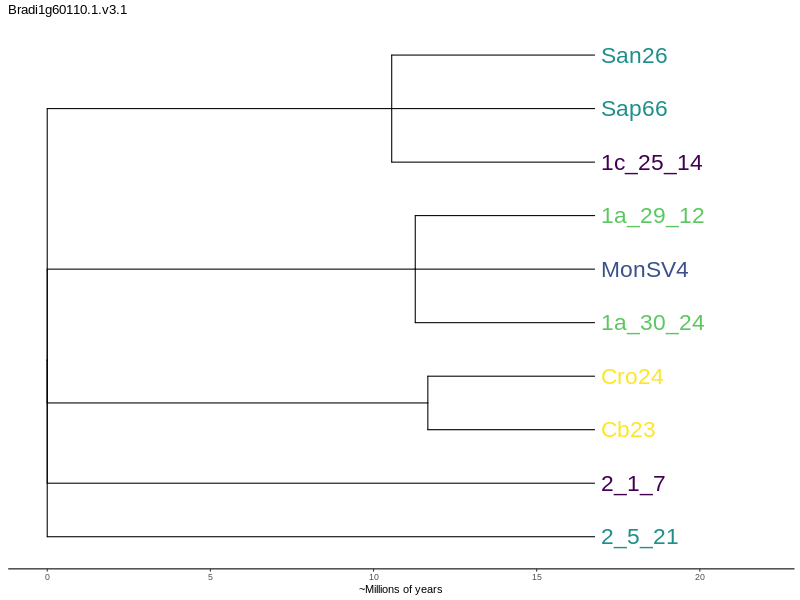 Bradi1g60110.1.v3.1
San26
Sap66
1c_25_14
1a_29_12
MonSV4
1a_30_24
Cro24
Cb23
2_1_7
2_5_21
0 5 10 15 20
~Millions of years